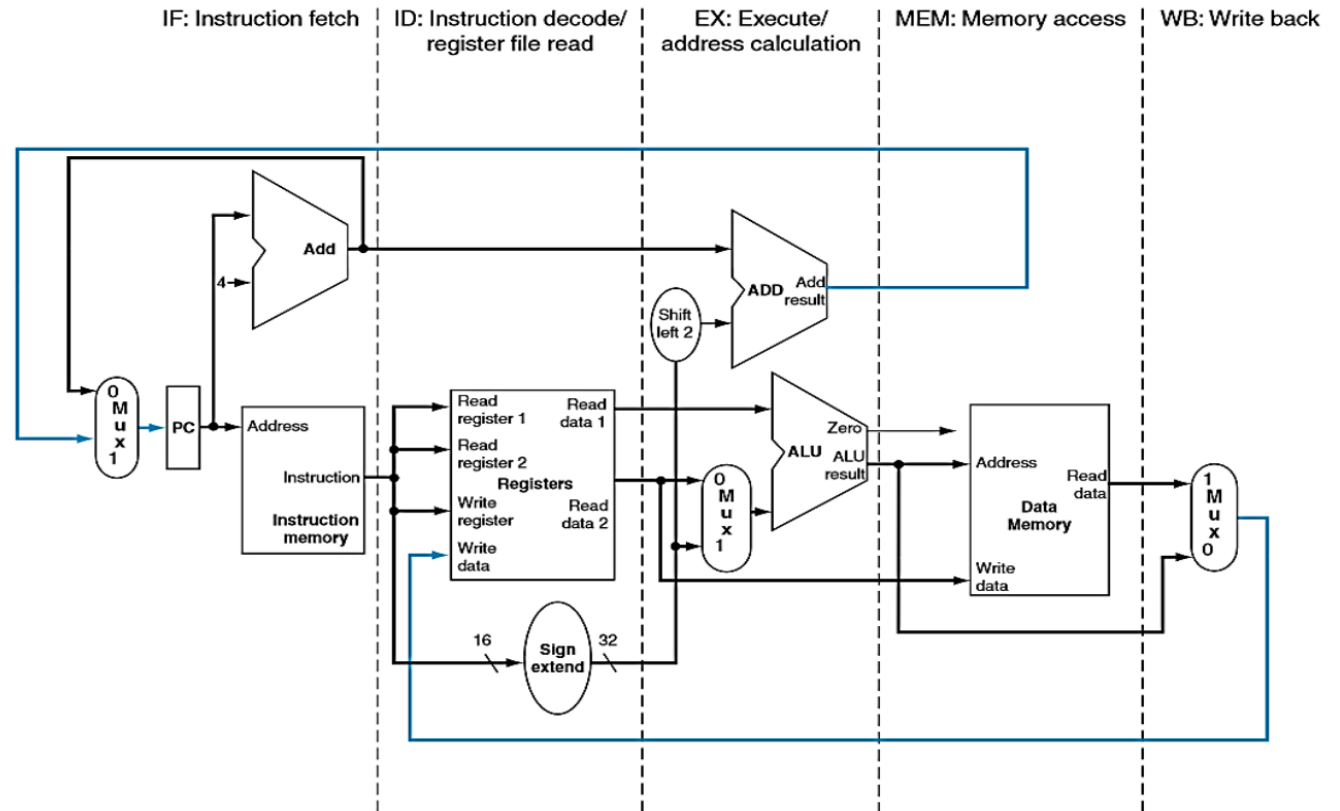 IF: Instruction fetch
ID: Instruction decode/
register file read
EX: Execute/
address calculation
MEM: Memory access
WB: Write back
Add
4
ADD
Add
result
Shift
left 2
0
M
u
x
1
PC
Address
Instruction
Instruction
memory
Read
register 1
Read
data 1
Read
register 2
Registers
Write
register
Read
data 2
Write
data
0
M
u
x
1
Zero
ALU
ALU
result
Address
Read
data
Data
Memory
Write
data
1
M
u
x
0
16
Sign
extend
32